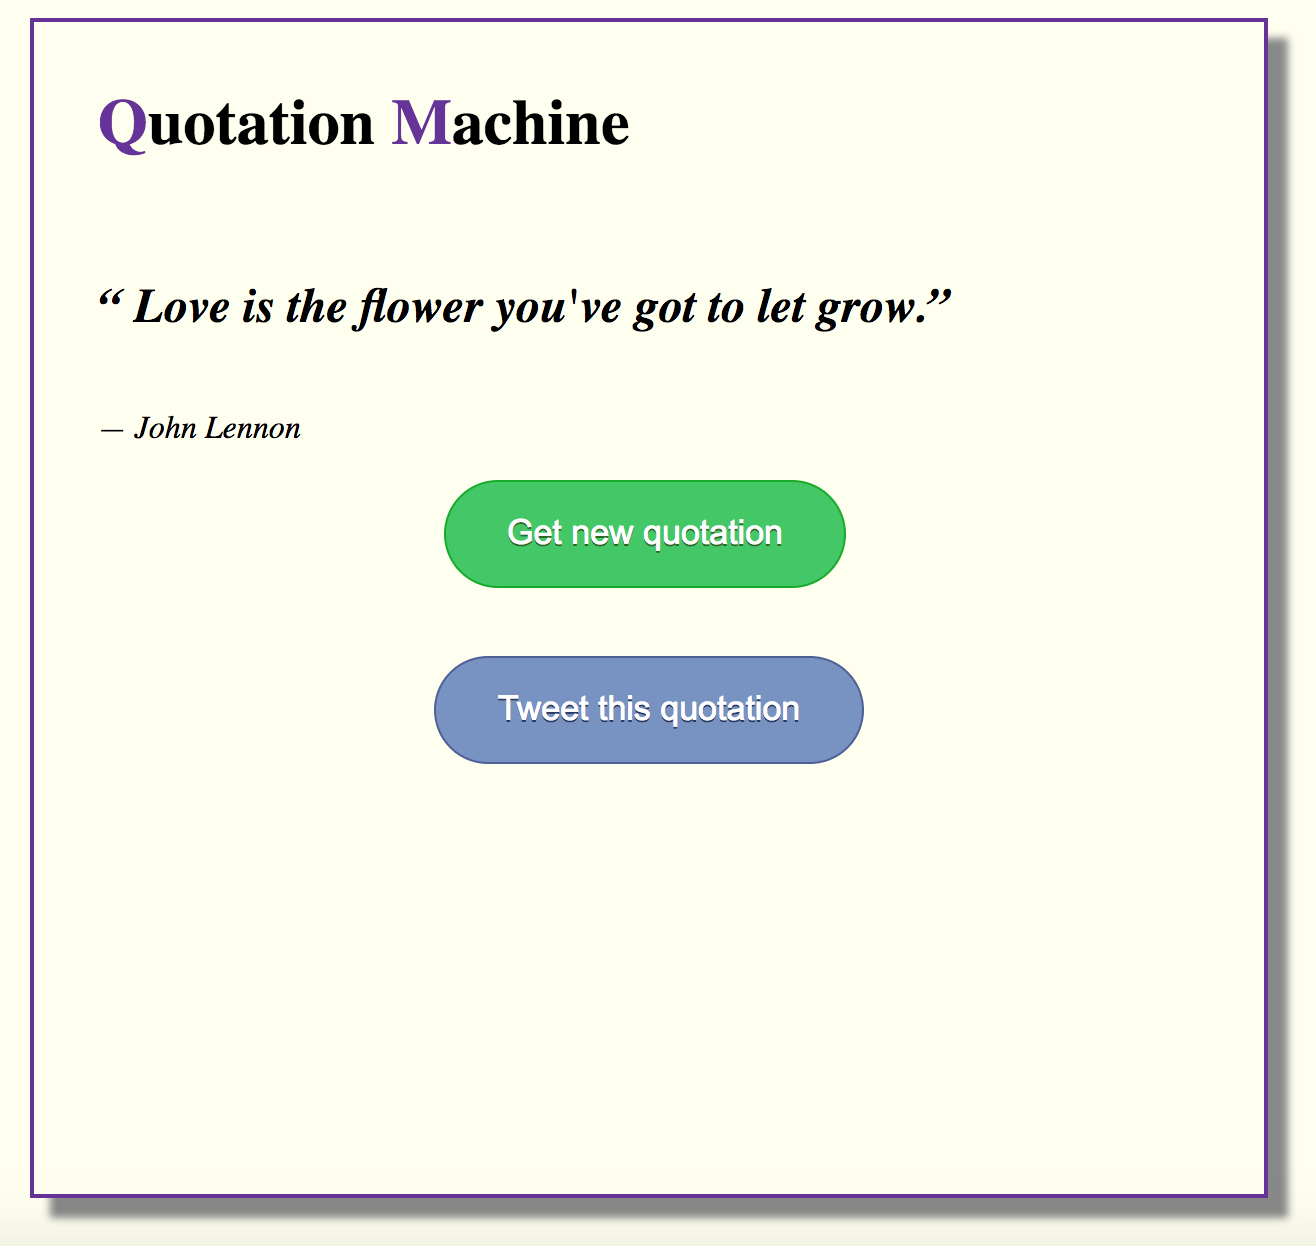 Quotation Machine
“ Love is the flower you've got to let grow.”
— John Lennon
Get new quotation
Tweet this quotation